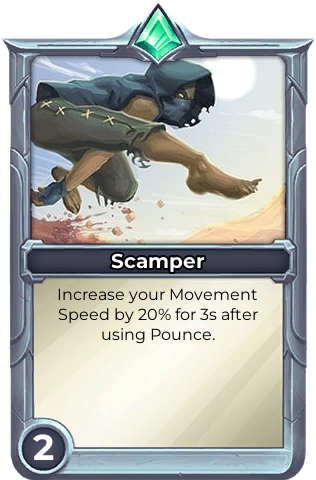 Scamper
Increase your Movement
Speed by 20% for 3s after
using Pounce.
2